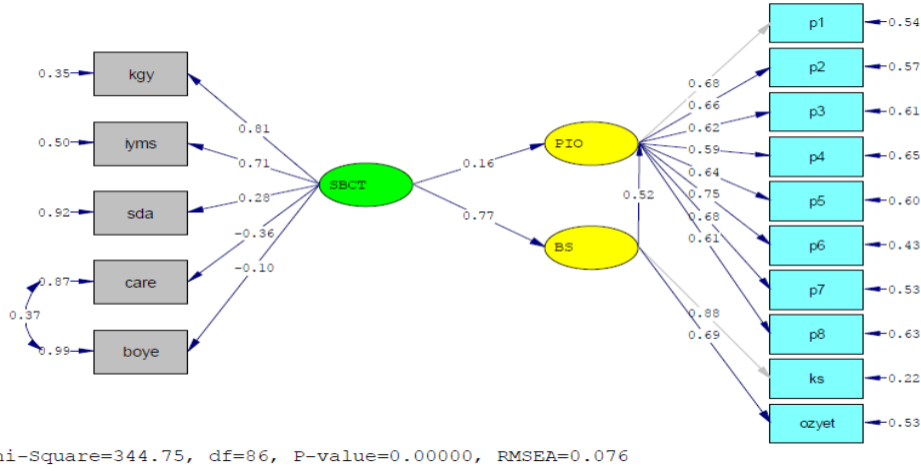 0.35 kgy
0.50 iyms
0.92 sda
0.87 care
0.37
0.99 boye
0.81
0.71
0.28
-0.36
-0.10
SBCT
0.16
0.77
PIO
0.52
BS
0.68
0.66
0.62
0.59
0.64
0.75
0.68
0.61
0.88
0.69
p1 0.54
p2 0.57
p3 0.61
p4 0.65
p5 0.60
p6 0.43
p7 0.53
p8 0.63
ks 0.22
ozyet 0.53
hi-Square=344.75, df=86, P-value=0.00000, RMSEA=0.076